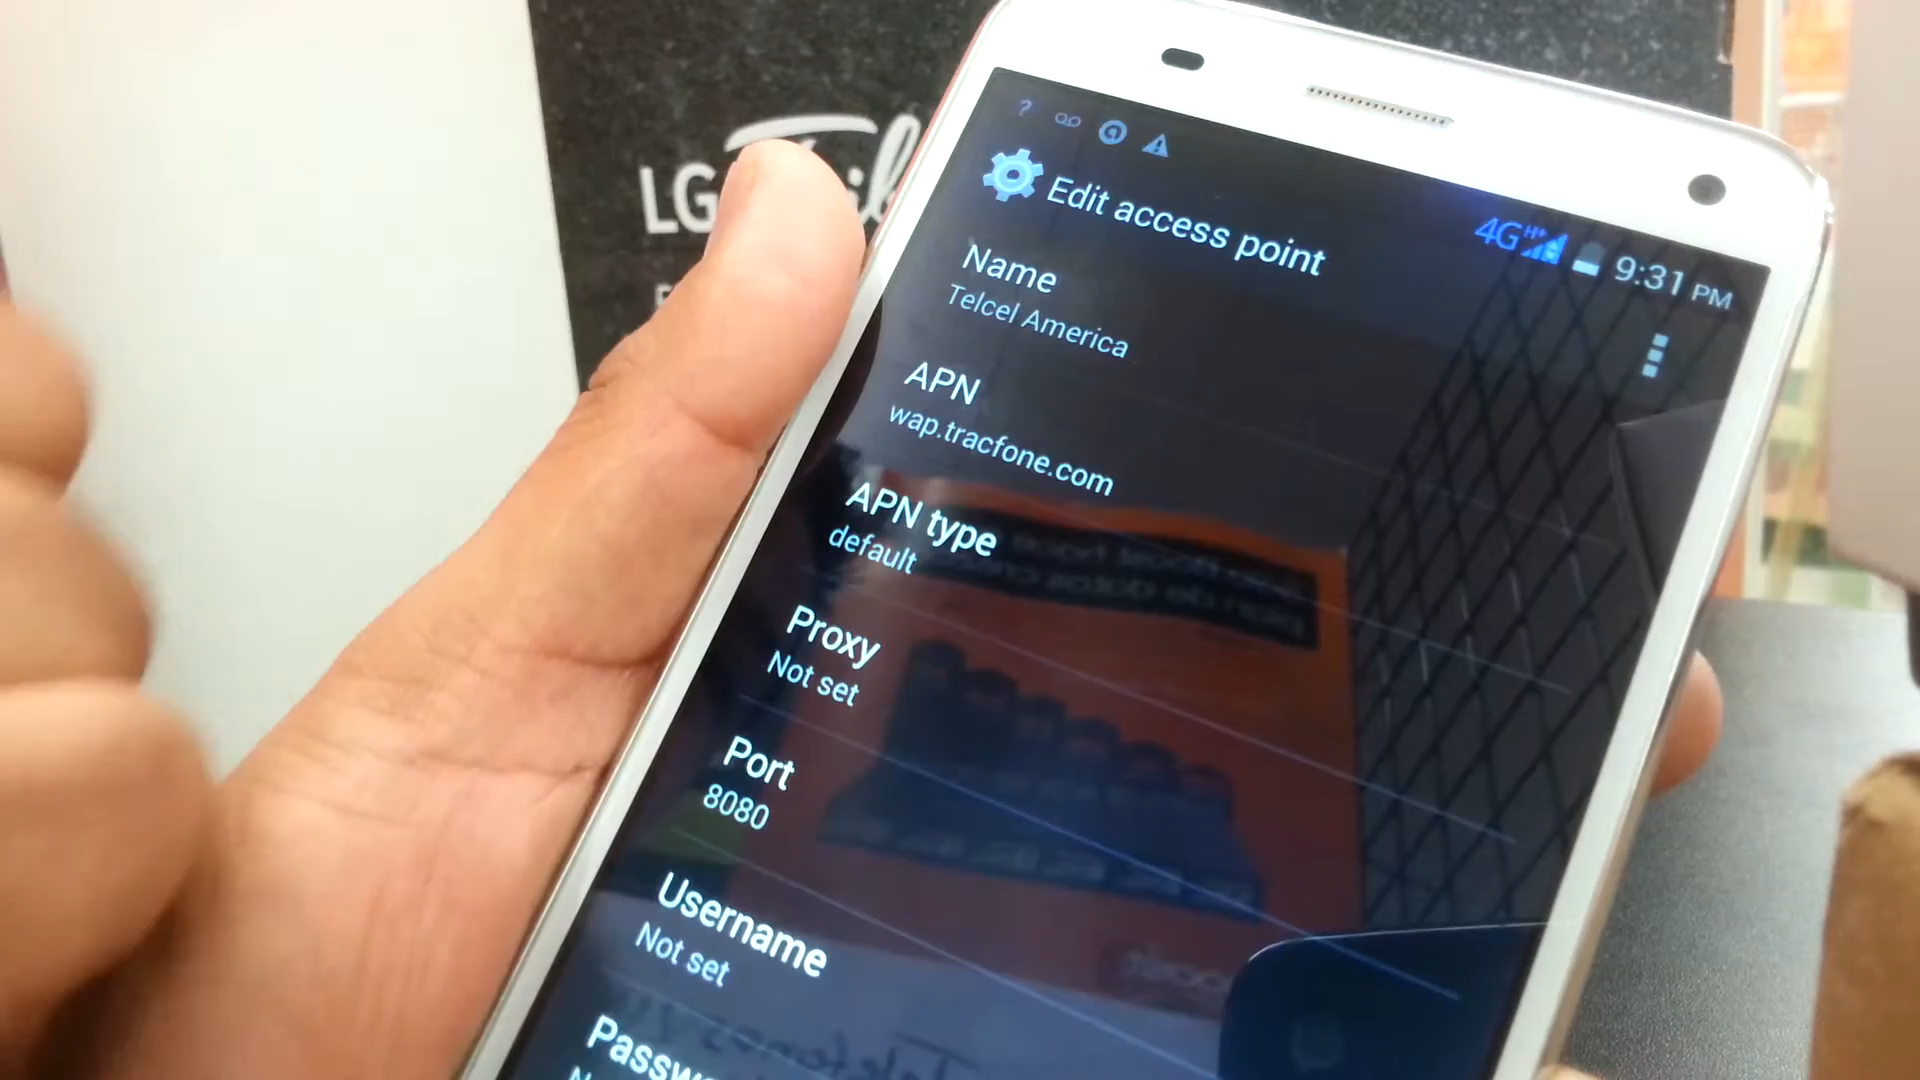 LG
?
Edit access point
4G H+ 9:31 PM
Name
Telcel America
APN
wap.tracfone.com
APN type
default
Proxy
Not set
Port
8080
Username
Not set